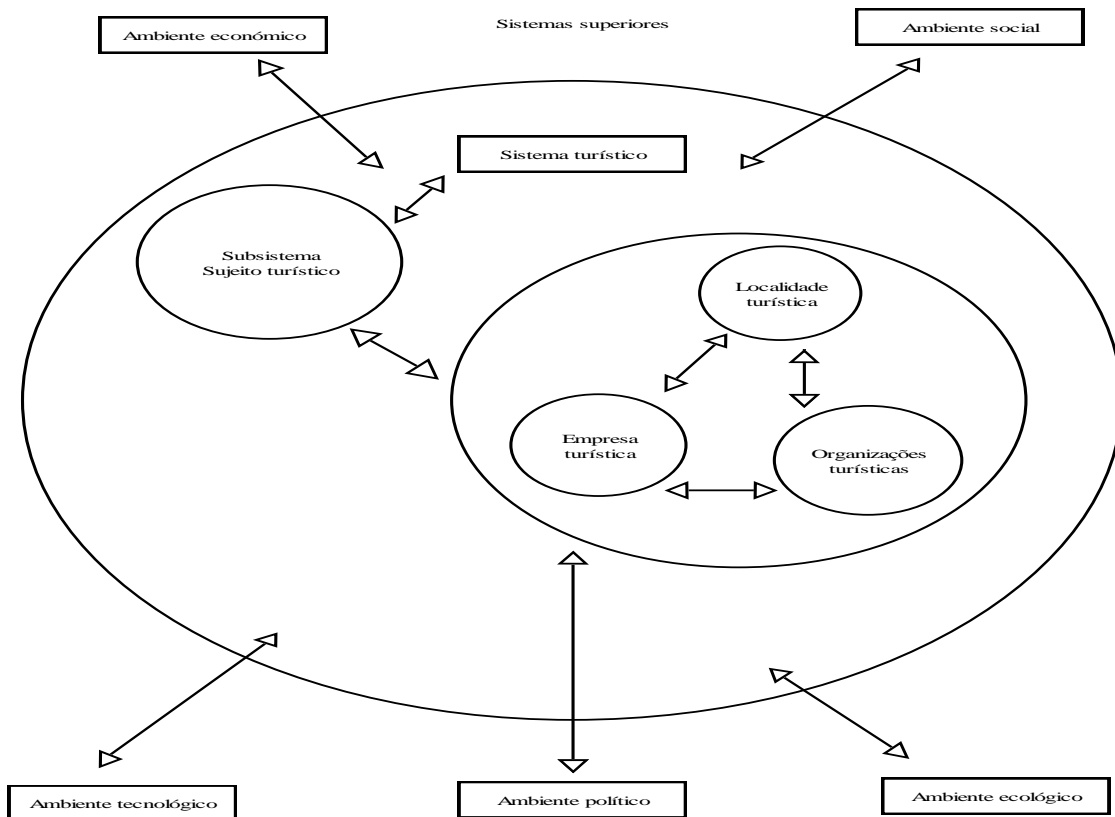 Sistemas superiores
Ambiente económico
Ambiente social
Sistema turístico
Subsistema
Sujeito turístico
Localidade
turística
Empresa
turística
Organizações
turísticas
Ambiente tecnológico
Ambiente político
Ambiente ecológico